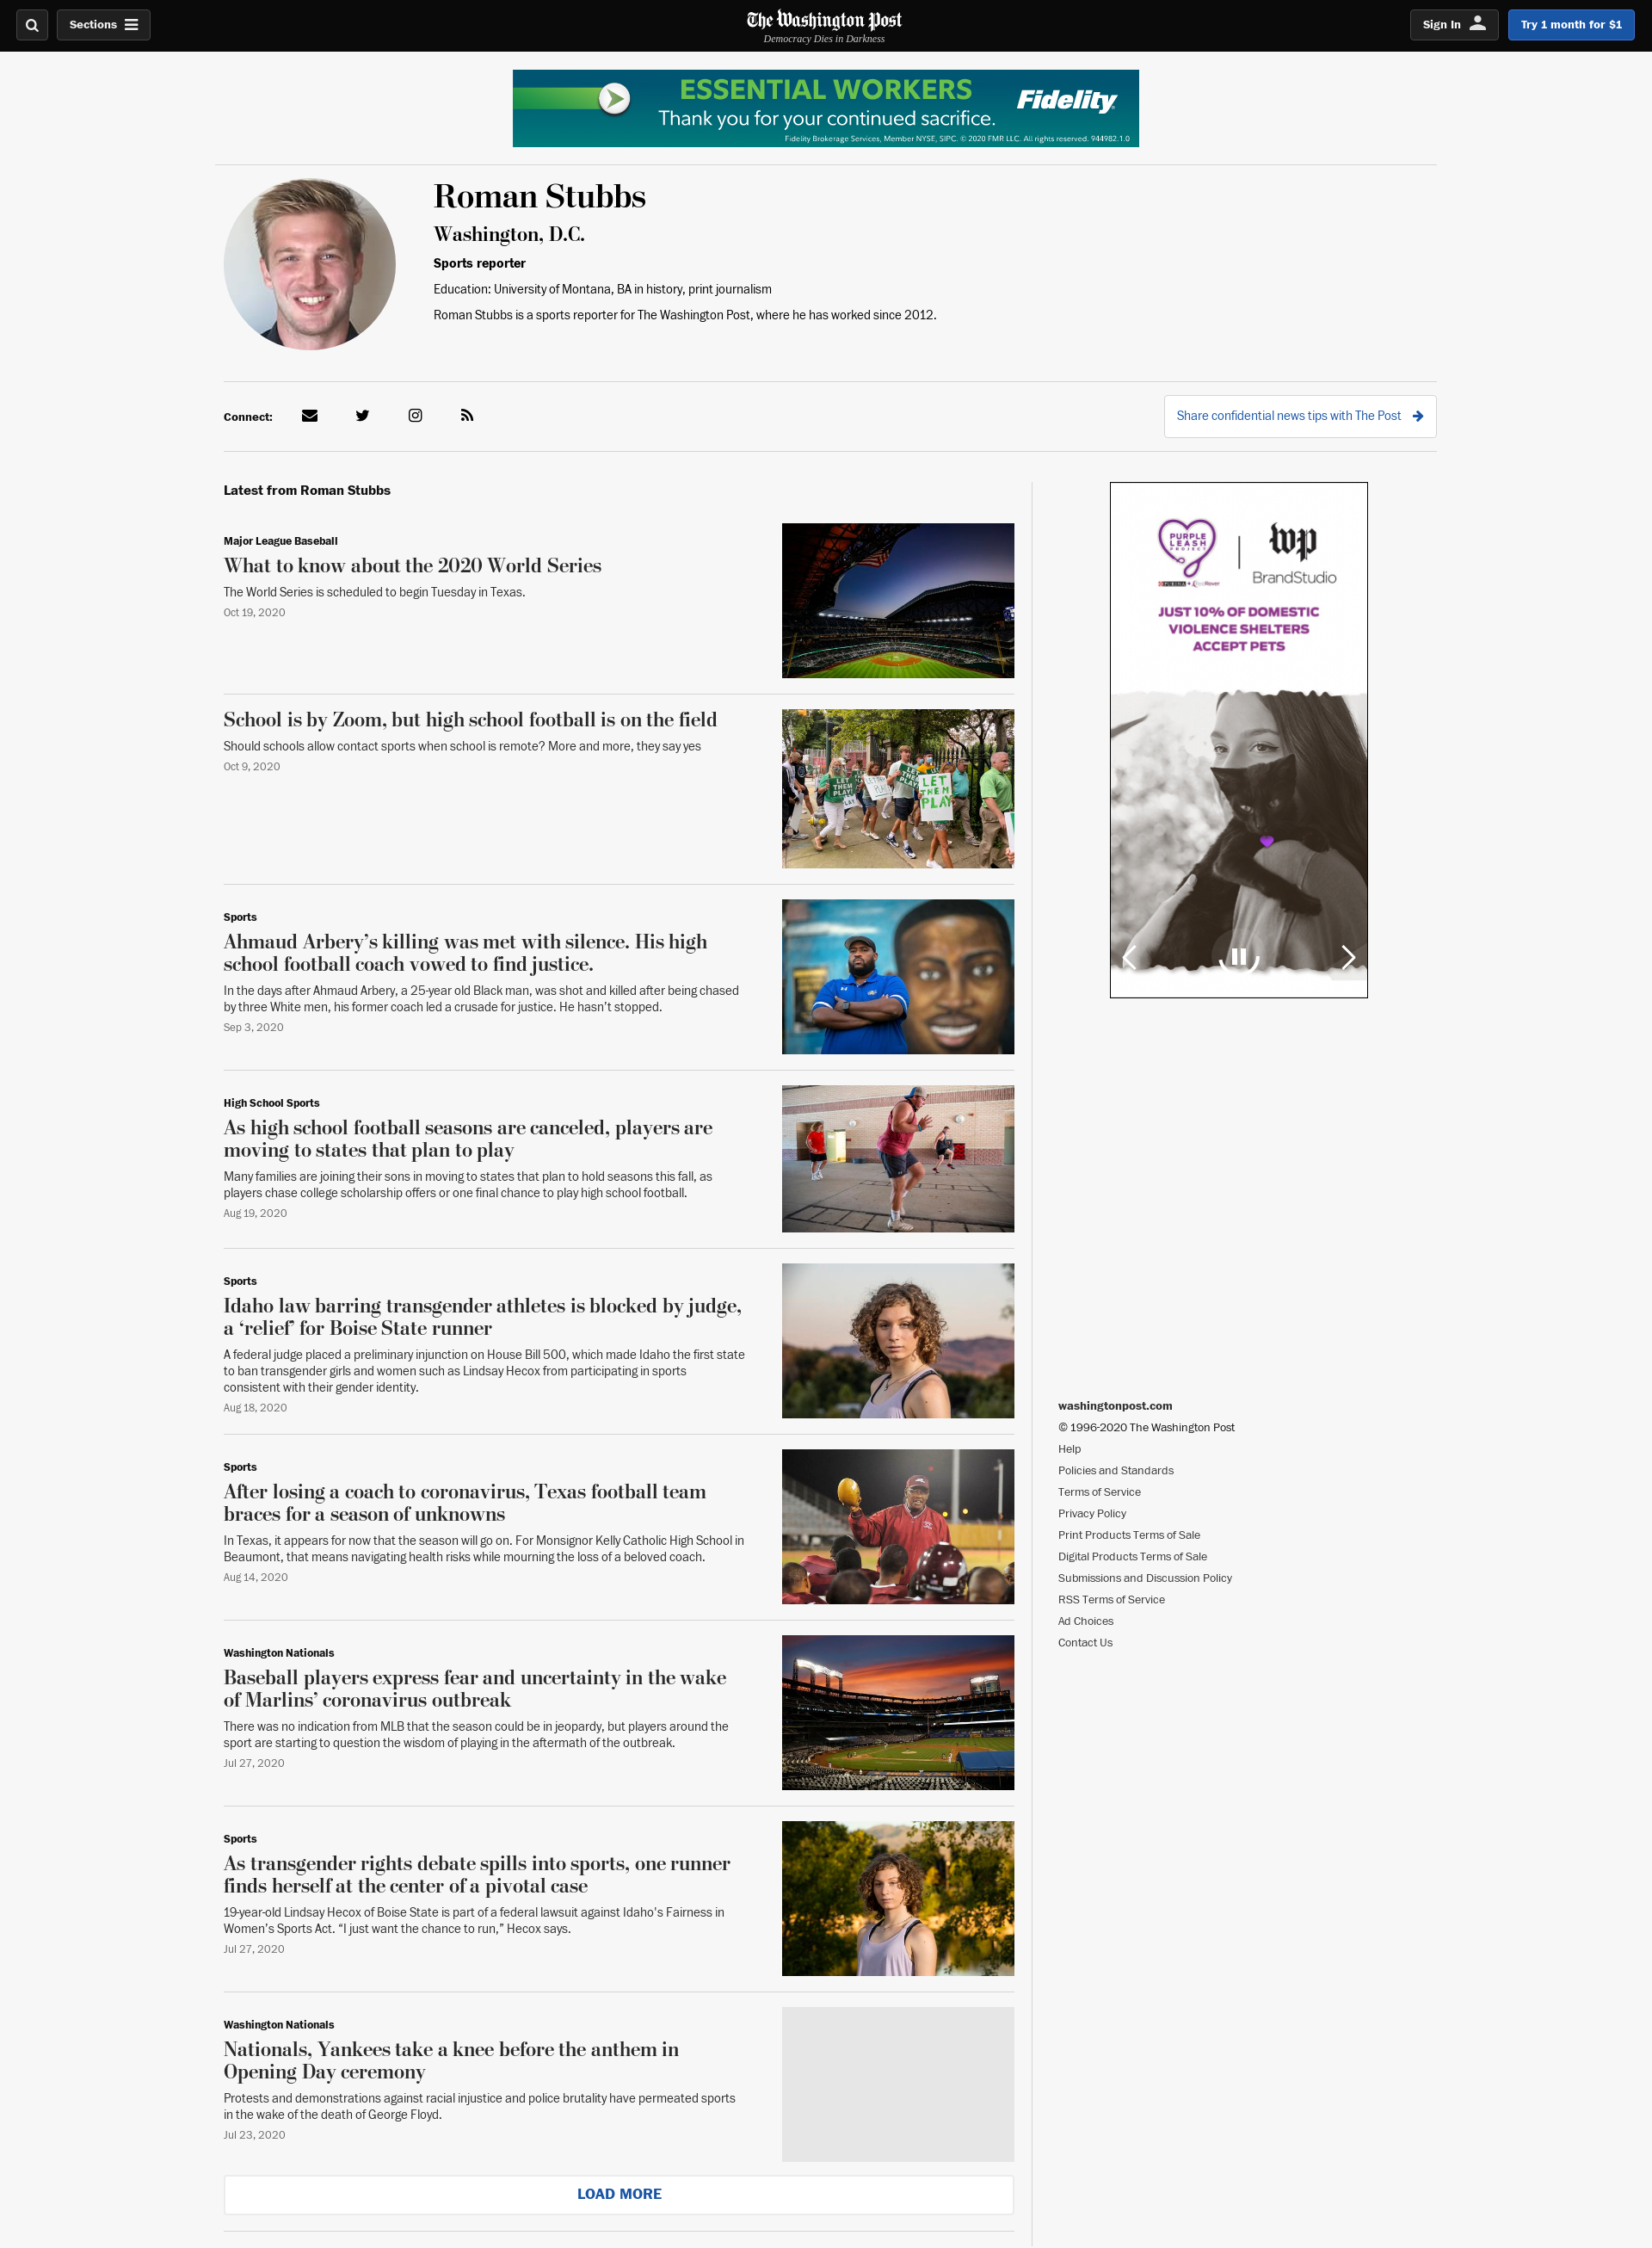 Sections
The Washington Post
Democracy Dies in Darkness
Sign In
Try 1 month for $1
ESSENTIAL WORKERS
Thank you for your continued sacrifice.
Fidelity
Fidelity Brokerage Services, Member NYSE, SIPC. © 2020 FMR LLC. All rights reserved. 944982.1.0
Roman Stubbs
Washington, D.C.
Sports reporter
Education: University of Montana, BA in history, print journalism
Roman Stubbs is a sports reporter for The Washington Post, where he has worked since 2012.
Connect:
Share confidential news tips with The Post
Latest from Roman Stubbs
Major League Baseball
What to know about the 2020 World Series
The World Series is scheduled to begin Tuesday in Texas.
Oct 19, 2020
School is by Zoom, but high school football is on the field
Should schools allow contact sports when school is remote? More and more, they say yes
Oct 9, 2020
LET THEM PLAY!
LET
THEM
PLAY
Sports
Ahmaud Arbery’s killing was met with silence. His high
school football coach vowed to find justice.
In the days after Ahmaud Arbery, a 25-year old Black man, was shot and killed after being chased
by three White men, his former coach led a crusade for justice. He hasn’t stopped.
Sep 3, 2020
High School Sports
As high school football seasons are canceled, players are
moving to states that plan to play
Many families are joining their sons in moving to states that plan to hold seasons this fall, as
players chase college scholarship offers or one final chance to play high school football.
Aug 19, 2020
Sports
Idaho law barring transgender athletes is blocked by judge,
a ‘relief’ for Boise State runner
A federal judge placed a preliminary injunction on House Bill 500, which made Idaho the first state
to ban transgender girls and women such as Lindsay Hecox from participating in sports
consistent with their gender identity.
Aug 18, 2020
Sports
After losing a coach to coronavirus, Texas football team
braces for a season of unknowns
In Texas, it appears for now that the season will go on. For Monsignor Kelly Catholic High School in
Beaumont, that means navigating health risks while mourning the loss of a beloved coach.
Aug 14, 2020
Washington Nationals
Baseball players express fear and uncertainty in the wake
of Marlins’ coronavirus outbreak
There was no indication from MLB that the season could be in jeopardy, but players around the
sport are starting to question the wisdom of playing in the aftermath of the outbreak.
Jul 27, 2020
Sports
As transgender rights debate spills into sports, one runner
finds herself at the center of a pivotal case
19-year-old Lindsay Hecox of Boise State is part of a federal lawsuit against Idaho's Fairness in
Women’s Sports Act. “I just want the chance to run,” Hecox says.
Jul 27, 2020
Washington Nationals
Nationals, Yankees take a knee before the anthem in
Opening Day ceremony
Protests and demonstrations against racial injustice and police brutality have permeated sports
in the wake of the death of George Floyd.
Jul 23, 2020
LOAD MORE
PURPLE
LEASH
PROJECT
PURINA
wp
BrandStudio
JUST 10% OF DOMESTIC
VIOLENCE SHELTERS
ACCEPT PETS
washingtonpost.com
© 1996-2020 The Washington Post
Help
Policies and Standards
Terms of Service
Privacy Policy
Print Products Terms of Sale
Digital Products Terms of Sale
Submissions and Discussion Policy
RSS Terms of Service
Ad Choices
Contact Us